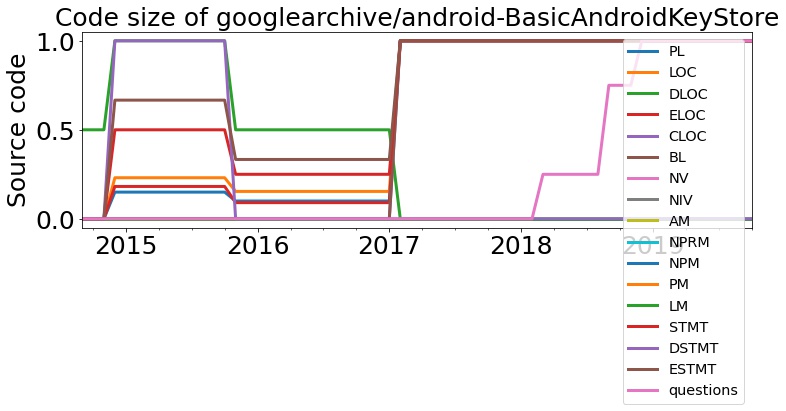 Code size of googlearchive/android-BasicAndroidKeyStore
Source code
1.0
0.5
0.0
2015
2016
2017
2018
2019
PL
LOC
DLOC
ELOC
CLOC
BL
NV
NIV
AM
NPRM
NPM
PM
LM
STMT
DSTMT
ESTMT
questions